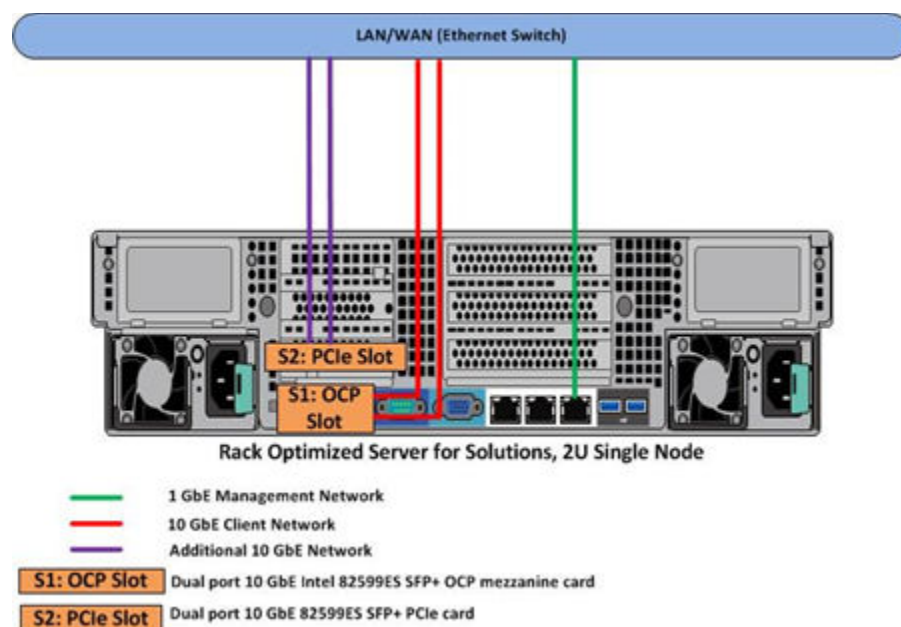 LAN/WAN (Ethernet Switch)
S2: PCIe Slot
S1: OCP
Slot
Rack Optimized Server for Solutions, 2U Single Node
1 GbE Management Network
10 GbE Client Network
Additional 10 GbE Network
S1: OCP Slot Dual port 10 GbE Intel 82599ES SFP+ OCP mezzanine card
S2: PCIe Slot Dual port 10 GbE 82599ES SFP+ PCIe card